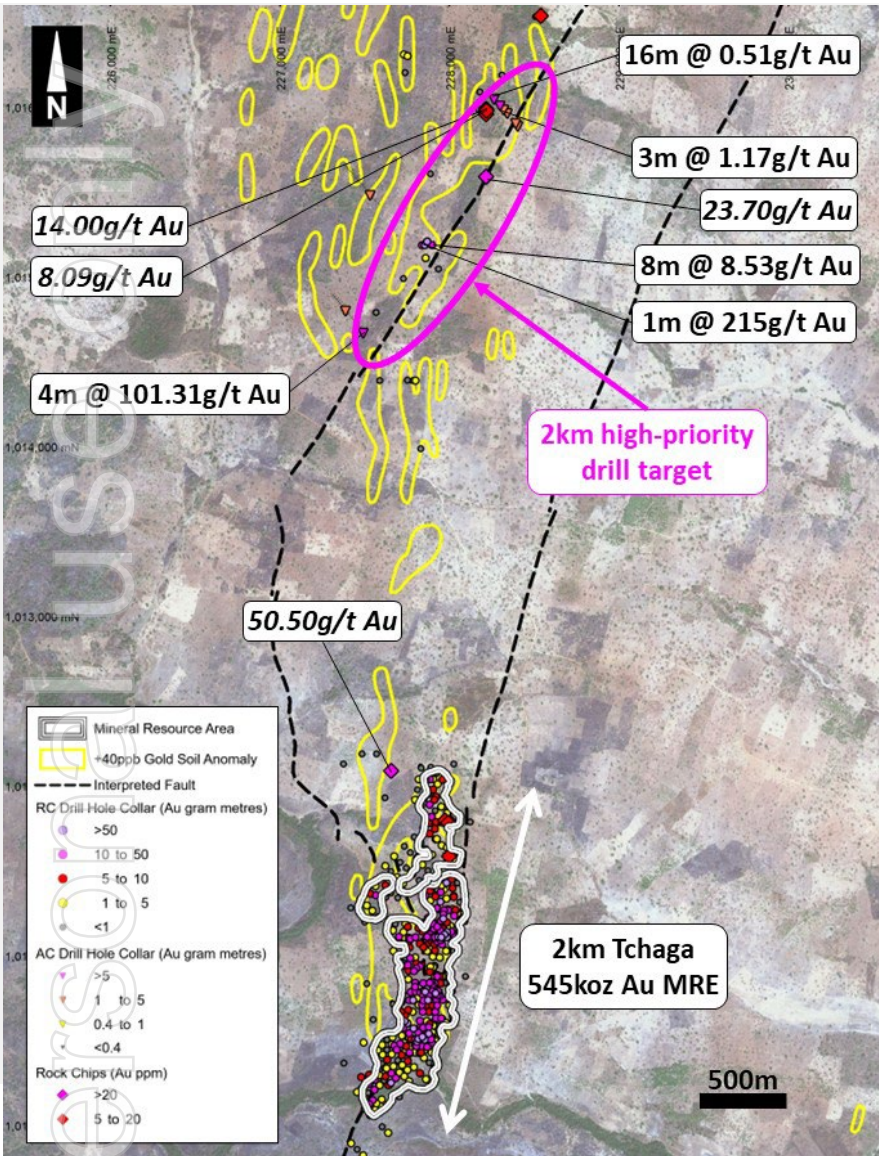 N
227,000 mE
228,000 mE
16m @ 0.51g/t Au
3m @ 1.17g/t Au
14.00g/t Au
23.70g/t Au
8.09g/t Au
8m @ 8.53g/t Au
1m @ 215g/t Au
4m @ 101.31g/t Au
2km high-priority
drill target
1,014,000 mN
1,013,000 mN
50.50g/t Au
Mineral Resource Area
+40ppb Gold Soil Anomaly
Interpreted Fault
RC Drill Hole Collar (Au gram metres)
>50
10 to 50
5 to 10
1 to 5
<1
AC Drill Hole Collar (Au gram metres)
>5
1 to 5
0.4 to 1
<0.4
Rock Chips (Au ppm)
>20
5 to 20
2km Tchaga
545koz Au MRE
500m
ersonal use only